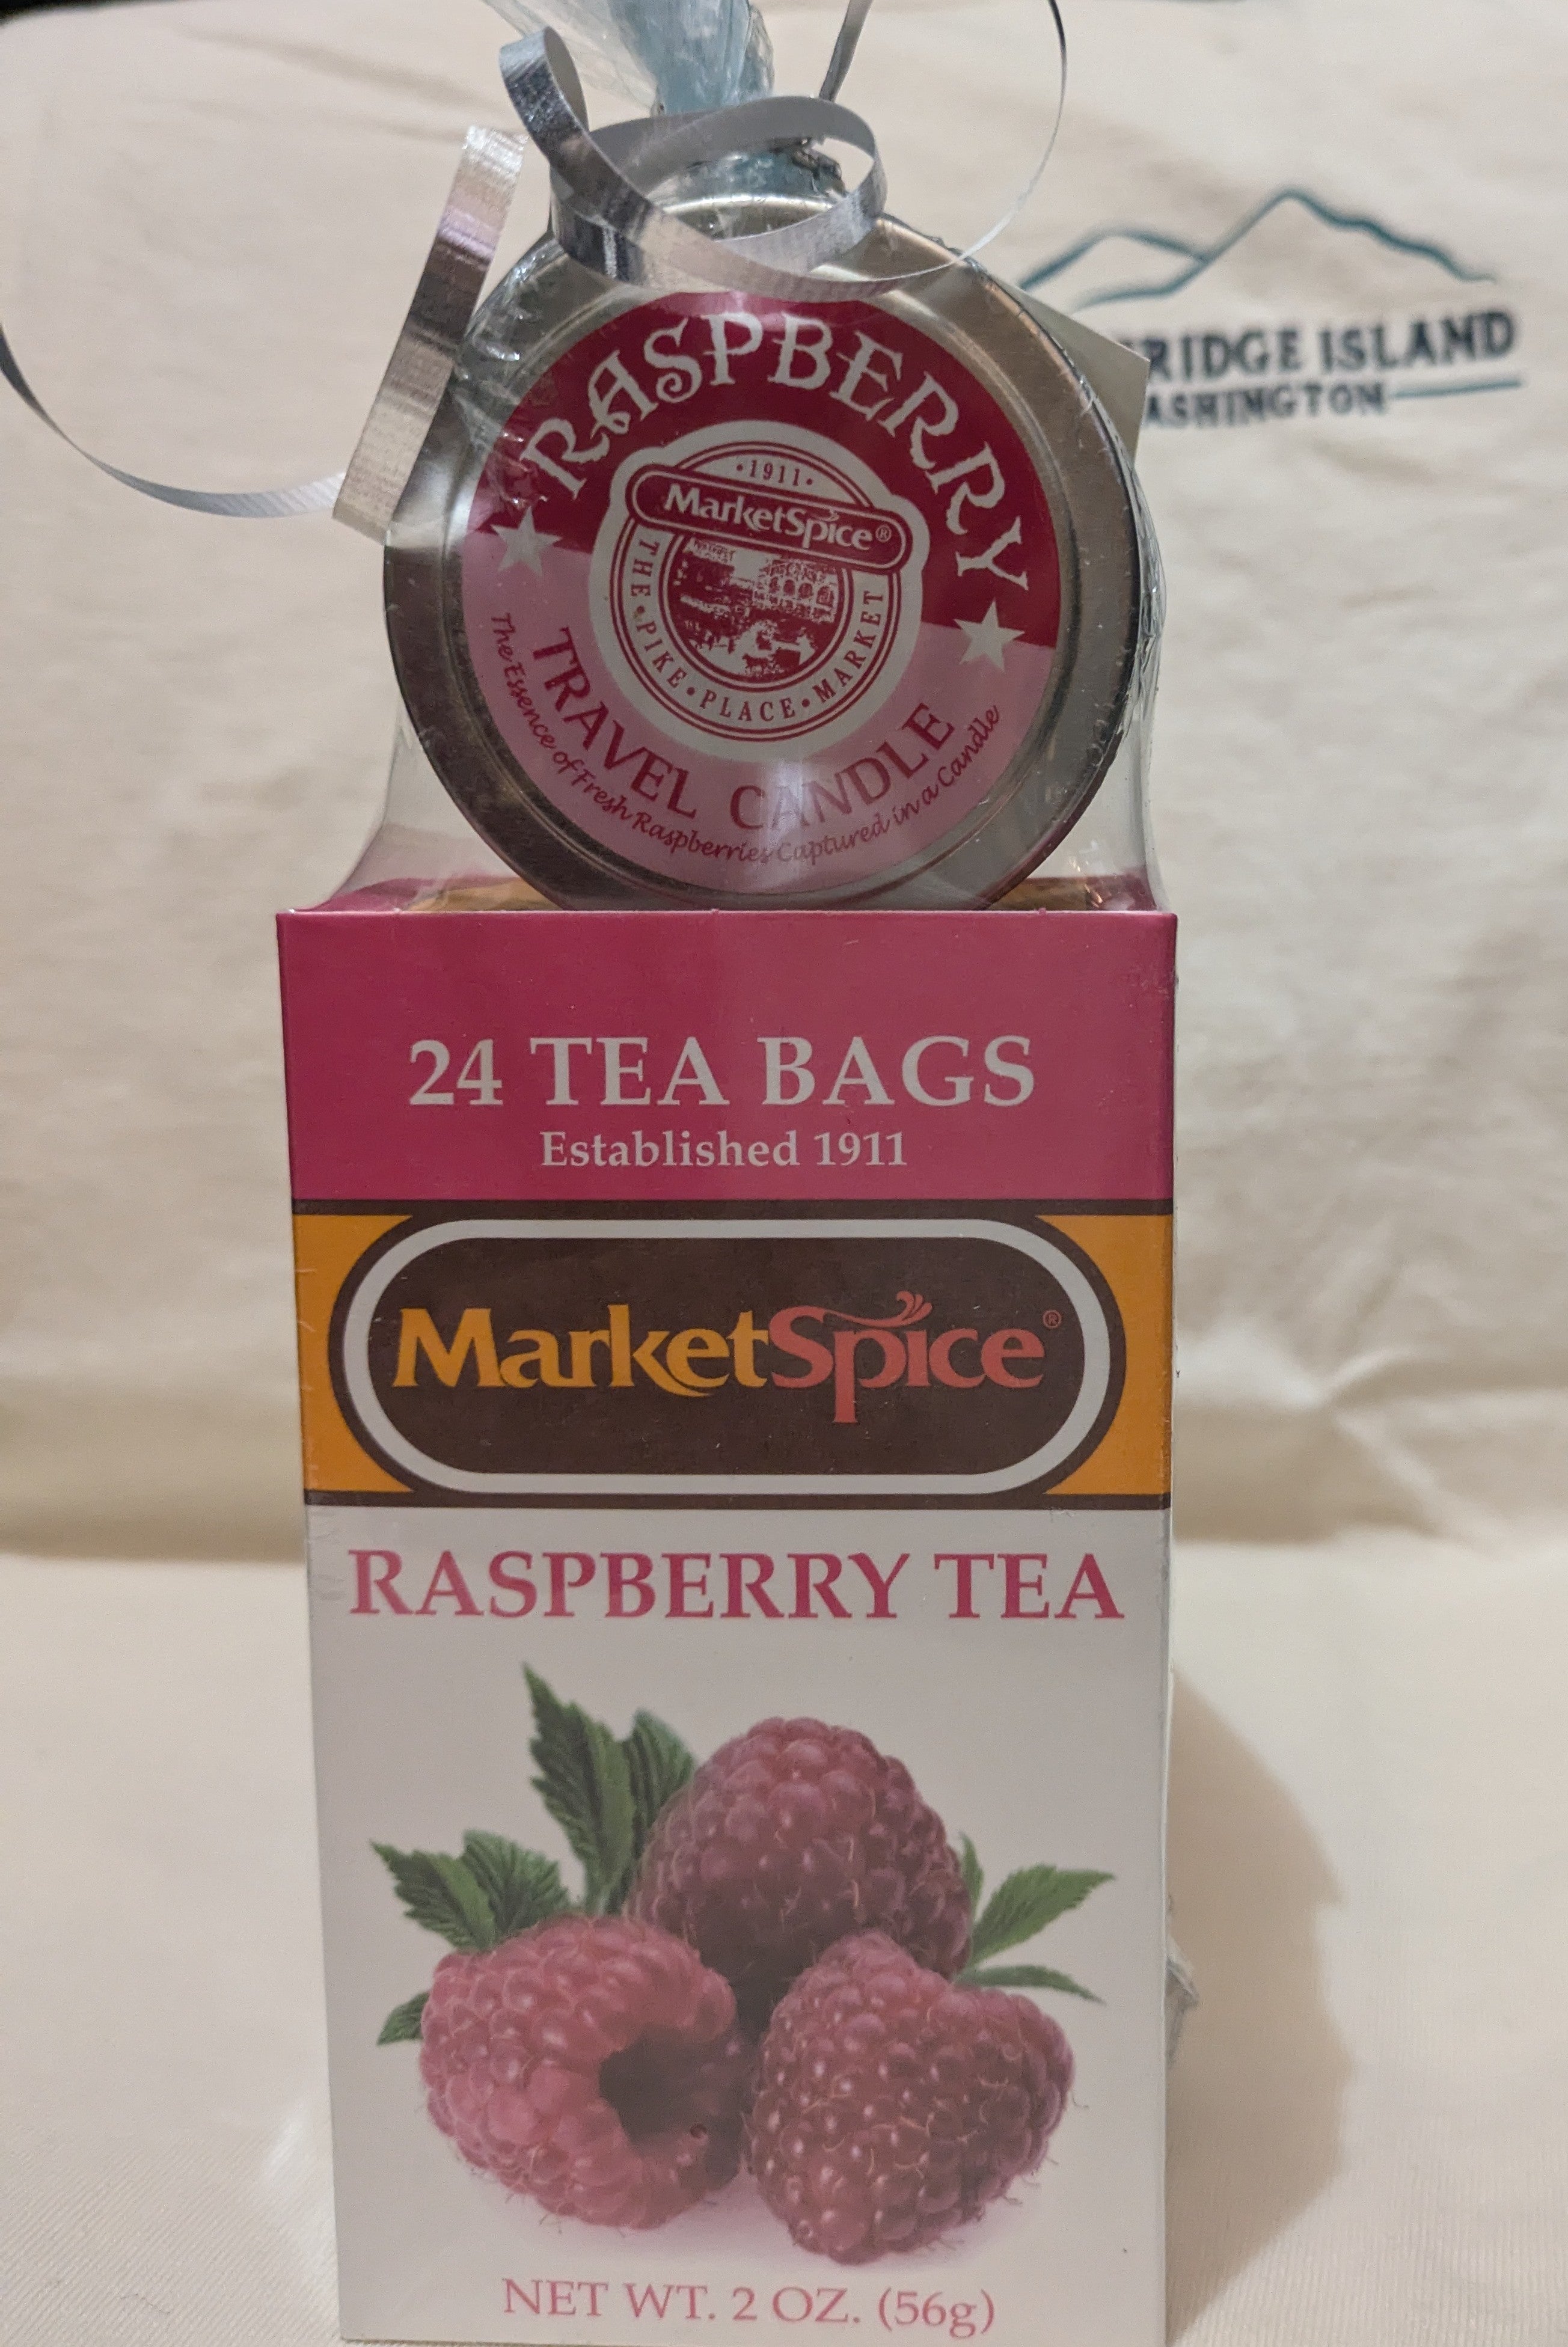 RIDGE ISLAND
ASHINGTON
RASPBERRY
•1911•
MarketSpice®
THE•PIKE•PLACE•MARKET
TRAVEL CANDLE
The Essence of Fresh Raspberries Captured in a Candle
24 TEA BAGS
Established 1911
MarketSpice®
RASPBERRY TEA
NET WT. 2 OZ. (56g)